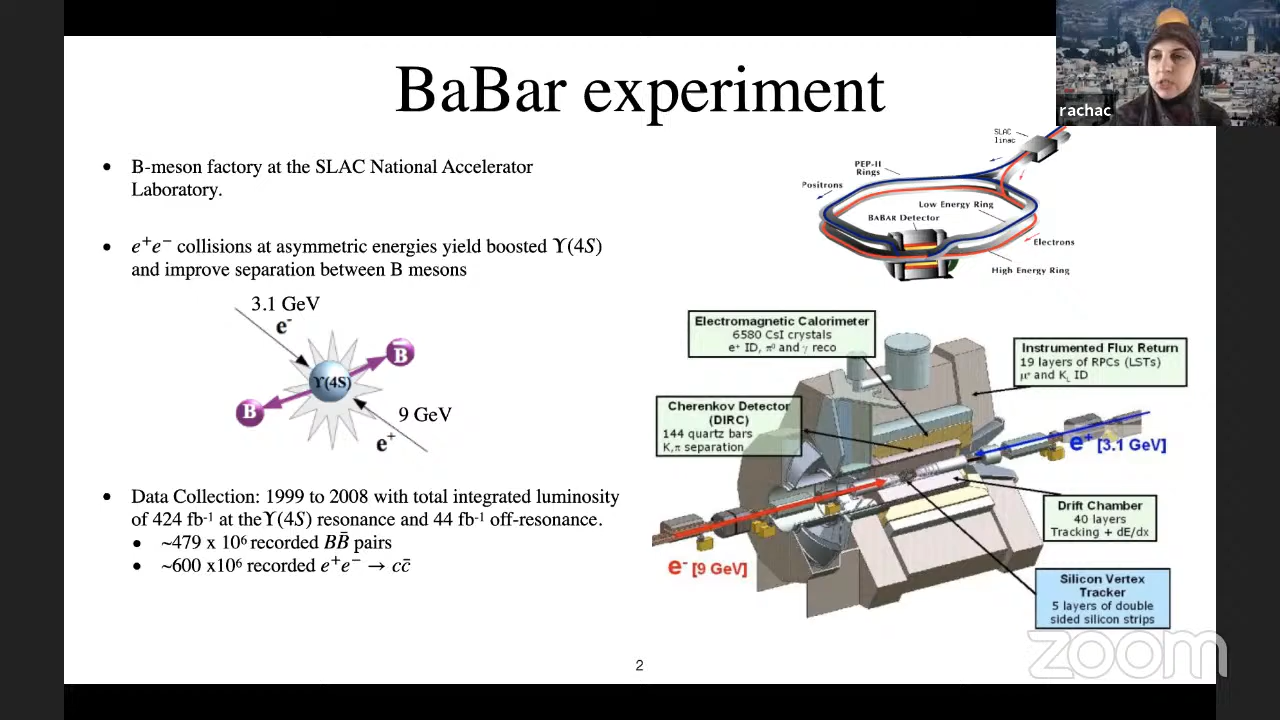 BaBar experiment
rachac
• B-meson factory at the SLAC National Accelerator
Laboratory.
• e⁺e⁻ collisions at asymmetric energies yield boosted ϒ(4S)
and improve separation between B mesons
3.1 GeV
e⁻
B̄
ϒ(4S)
B
9 GeV
e⁺
• Data Collection: 1999 to 2008 with total integrated luminosity
of 424 fb⁻¹ at theϒ(4S) resonance and 44 fb⁻¹ off-resonance.
• ~479 x 10⁶ recorded BB̄ pairs
• ~600 x10⁶ recorded e⁺e⁻ → cc̄
SLAC
linac
PEP-II
Rings
Positrons
Low Energy Ring
BABAR Detector
Electrons
High Energy Ring
Electromagnetic Calorimeter
6580 CsI crystals
e⁺ ID, π⁰ and γ reco
Instrumented Flux Return
19 layers of RPCs (LSTs)
μ⁺ and K_L ID
Cherenkov Detector
(DIRC)
144 quartz bars
K,π separation
e⁺ [3.1 GeV]
Drift Chamber
40 layers
Tracking + dE/dx
e⁻ [9 GeV]
Silicon Vertex
Tracker
5 layers of double
sided silicon strips
zoom
2